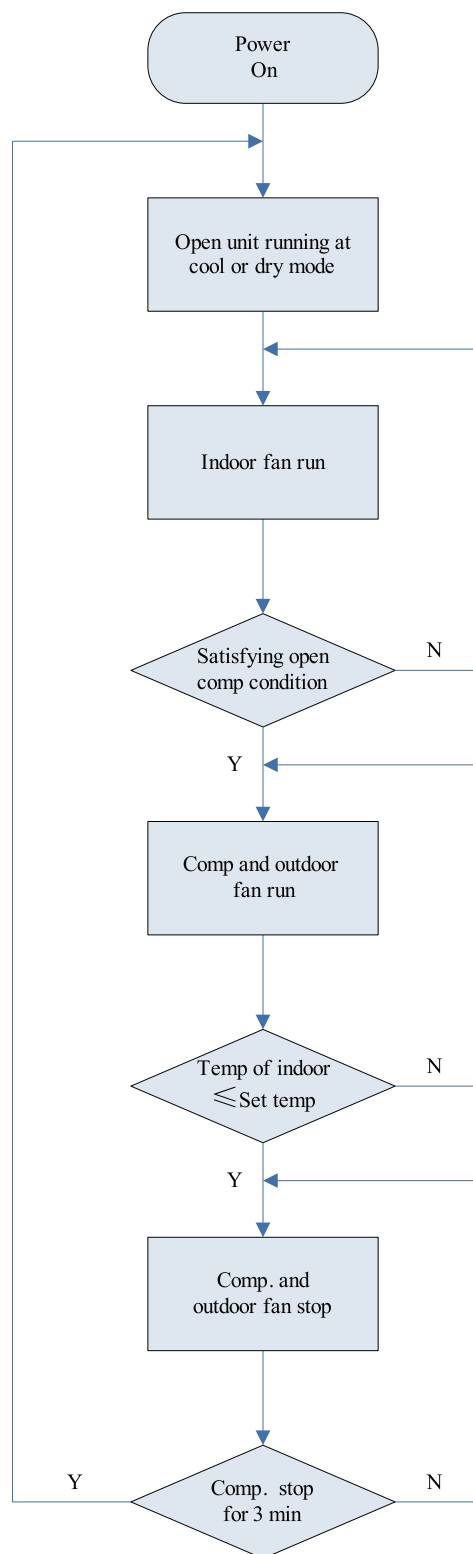 Power
On
Open unit running at
cool or dry mode
Indoor fan run
Satisfying open
comp condition
N
Y
Comp and outdoor
fan run
Temp of indoor
≤Set temp
N
Y
Comp. and
outdoor fan stop
Y
Comp. stop
for 3 min
N